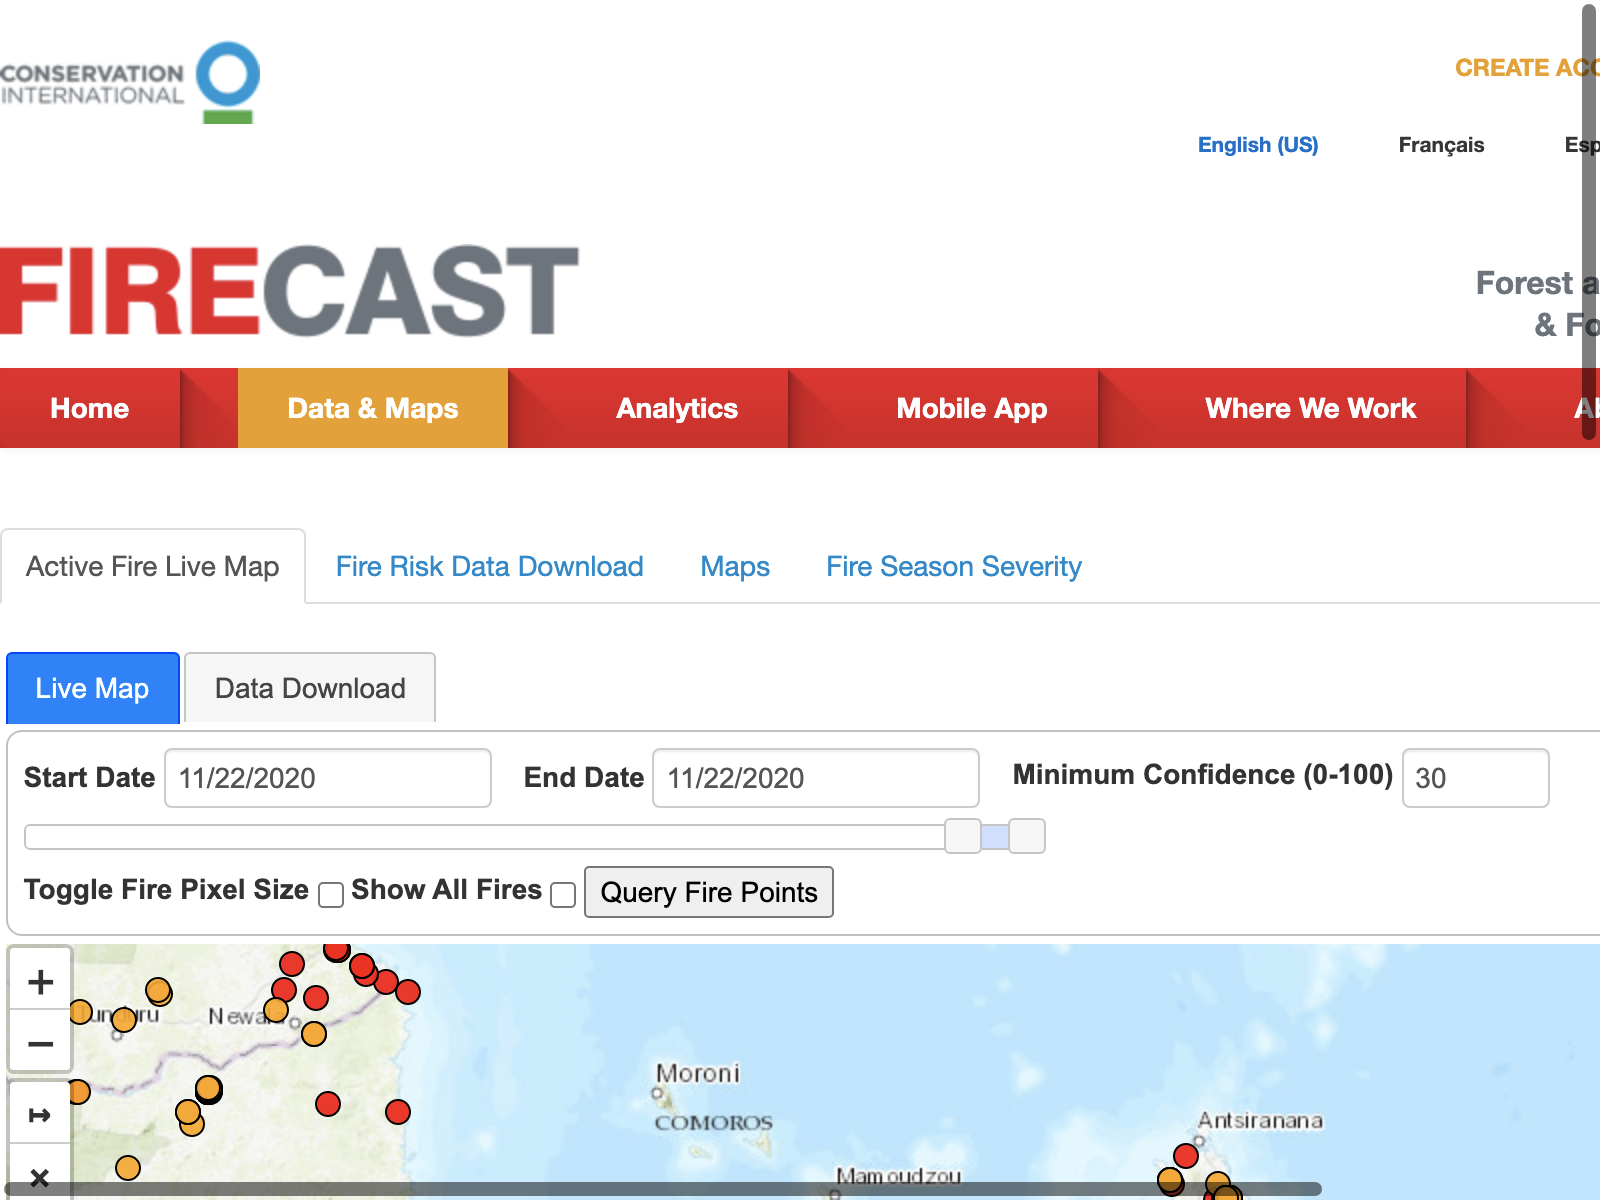 CONSERVATION
INTERNATIONAL
CREATE ACC
English (US) Français Esp
FIRECAST
Forest a
& Fo
Home Data & Maps Analytics Mobile App Where We Work Ab
Active Fire Live Map Fire Risk Data Download Maps Fire Season Severity
Live Map Data Download
Start Date 11/22/2020 End Date 11/22/2020 Minimum Confidence (0-100) 30
Toggle Fire Pixel Size Show All Fires Query Fire Points
+
−
Moroni
COMOROS
Antsiranana
Mamoudzou